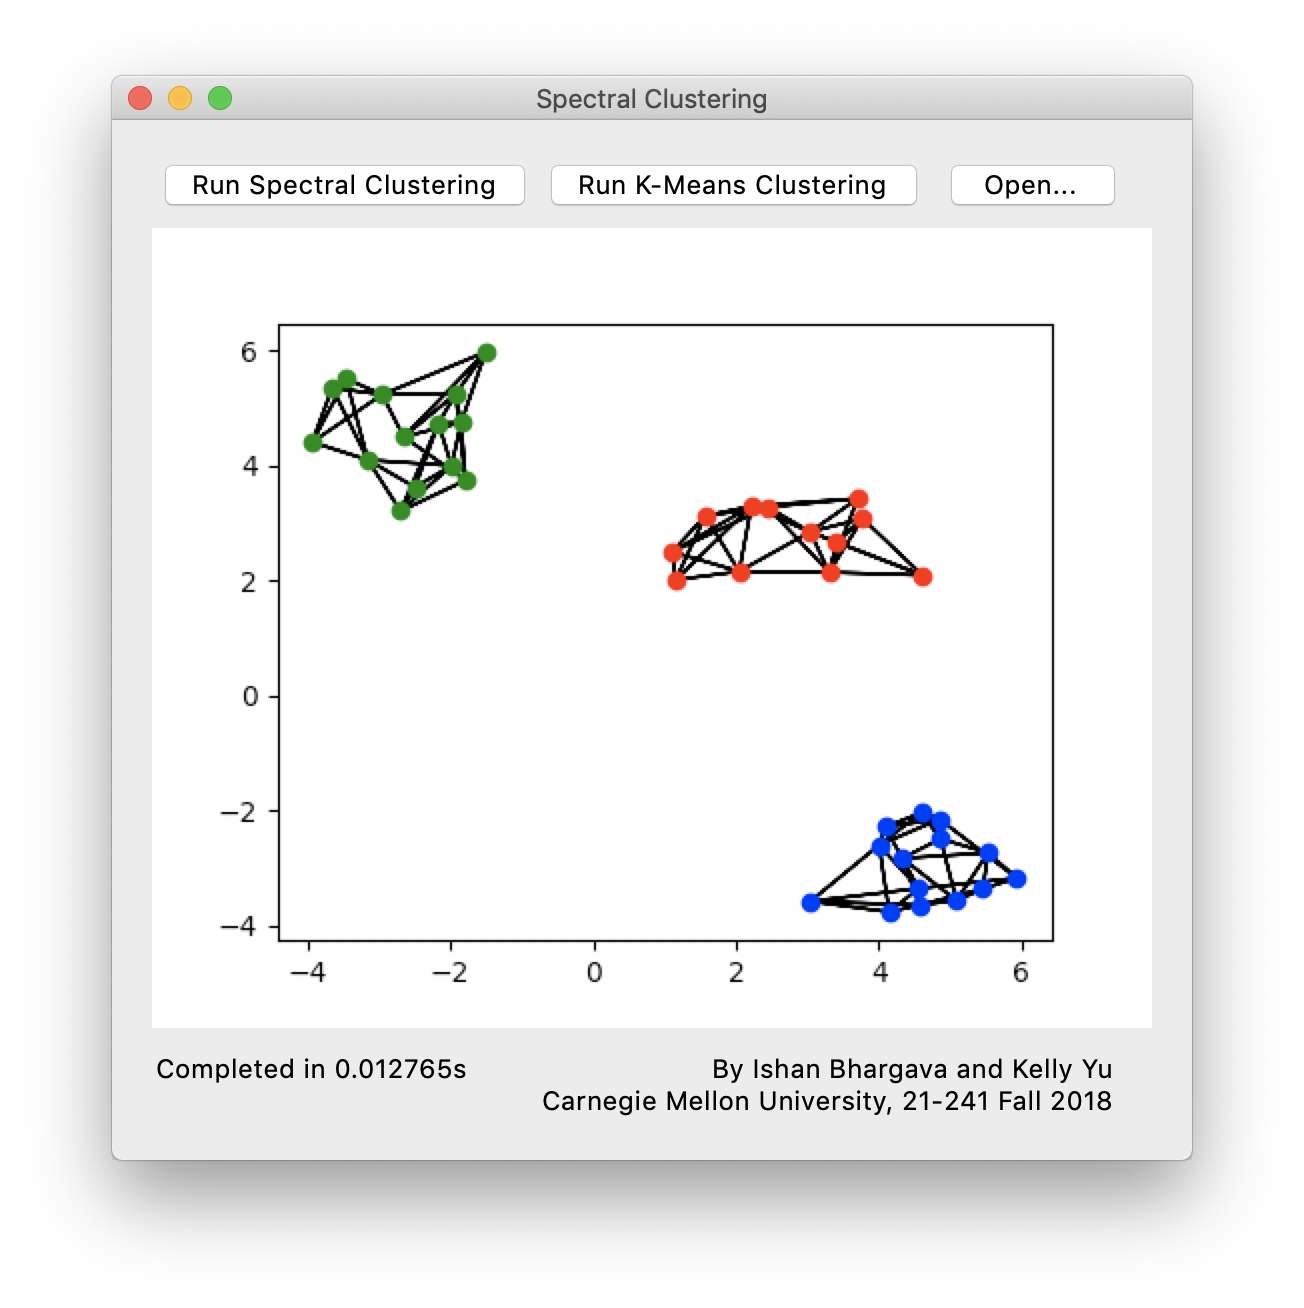 Spectral Clustering
Run Spectral Clustering
Run K-Means Clustering
Open...
6
4
2
0
−2
−4
−4
−2
0
2
4
6
Completed in 0.012765s
By Ishan Bhargava and Kelly Yu
Carnegie Mellon University, 21-241 Fall 2018